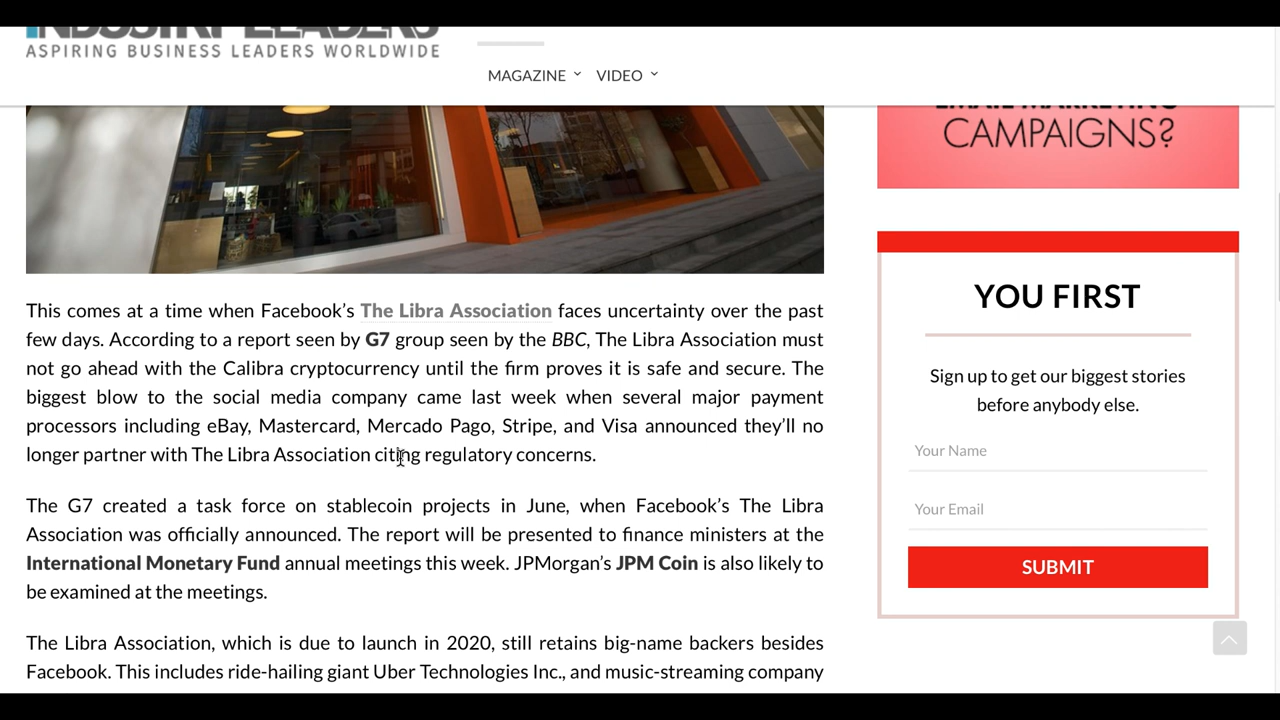 INDUSTRY LEADERS
ASPIRING BUSINESS LEADERS WORLDWIDE
MAGAZINE
VIDEO
EMAIL MARKETING
CAMPAIGNS?
This comes at a time when Facebook’s The Libra Association faces uncertainty over the past
few days. According to a report seen by G7 group seen by the BBC, The Libra Association must
not go ahead with the Calibra cryptocurrency until the firm proves it is safe and secure. The
biggest blow to the social media company came last week when several major payment
processors including eBay, Mastercard, Mercado Pago, Stripe, and Visa announced they’ll no
longer partner with The Libra Association citing regulatory concerns.
The G7 created a task force on stablecoin projects in June, when Facebook’s The Libra
Association was officially announced. The report will be presented to finance ministers at the
International Monetary Fund annual meetings this week. JPMorgan’s JPM Coin is also likely to
be examined at the meetings.
The Libra Association, which is due to launch in 2020, still retains big-name backers besides
Facebook. This includes ride-hailing giant Uber Technologies Inc., and music-streaming company
YOU FIRST
Sign up to get our biggest stories
before anybody else.
Your Name
Your Email
SUBMIT